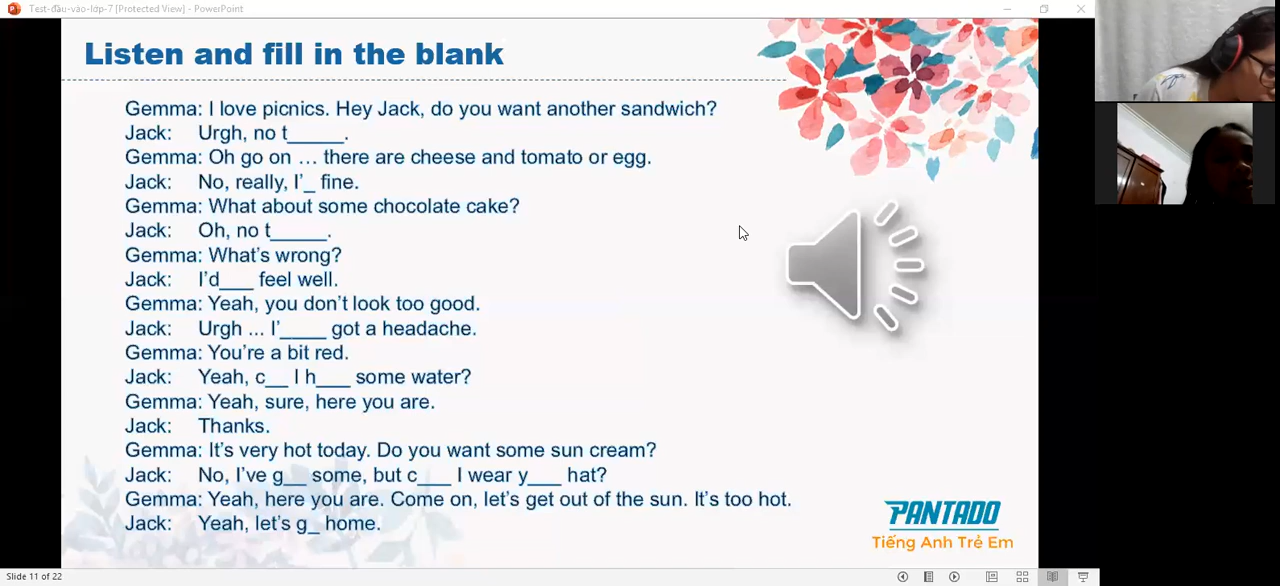 Test-đầu-vào-lớp-7 [Protected View] - PowerPoint
Listen and fill in the blank
Gemma: I love picnics. Hey Jack, do you want another sandwich?
Jack: Urgh, no t_____.
Gemma: Oh go on … there are cheese and tomato or egg.
Jack: No, really, I'_ fine.
Gemma: What about some chocolate cake?
Jack: Oh, no t_____.
Gemma: What's wrong?
Jack: I'd___ feel well.
Gemma: Yeah, you don't look too good.
Jack: Urgh ... I'____ got a headache.
Gemma: You're a bit red.
Jack: Yeah, c__ I h___ some water?
Gemma: Yeah, sure, here you are.
Jack: Thanks.
Gemma: It's very hot today. Do you want some sun cream?
Jack: No, I've g__ some, but c___ I wear y___ hat?
Gemma: Yeah, here you are. Come on, let's get out of the sun. It's too hot.
Jack: Yeah, let's g_ home.
PANTADO
Tiếng Anh Trẻ Em
Slide 11 of 22